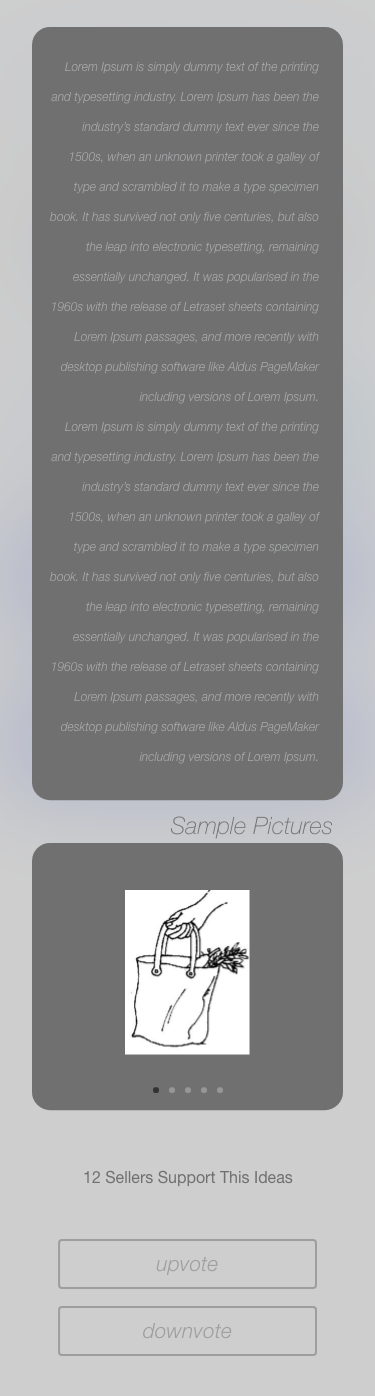 Lorem Ipsum is simply dummy text of the printing
and typesetting industry. Lorem Ipsum has been the
industry's standard dummy text ever since the
1500s, when an unknown printer took a galley of
type and scrambled it to make a type specimen
book. It has survived not only five centuries, but also
the leap into electronic typesetting, remaining
essentially unchanged. It was popularised in the
1960s with the release of Letraset sheets containing
Lorem Ipsum passages, and more recently with
desktop publishing software like Aldus PageMaker
including versions of Lorem Ipsum.
Lorem Ipsum is simply dummy text of the printing
and typesetting industry. Lorem Ipsum has been the
industry's standard dummy text ever since the
1500s, when an unknown printer took a galley of
type and scrambled it to make a type specimen
book. It has survived not only five centuries, but also
the leap into electronic typesetting, remaining
essentially unchanged. It was popularised in the
1960s with the release of Letraset sheets containing
Lorem Ipsum passages, and more recently with
desktop publishing software like Aldus PageMaker
including versions of Lorem Ipsum.
Sample Pictures
12 Sellers Support This Ideas
upvote
downvote